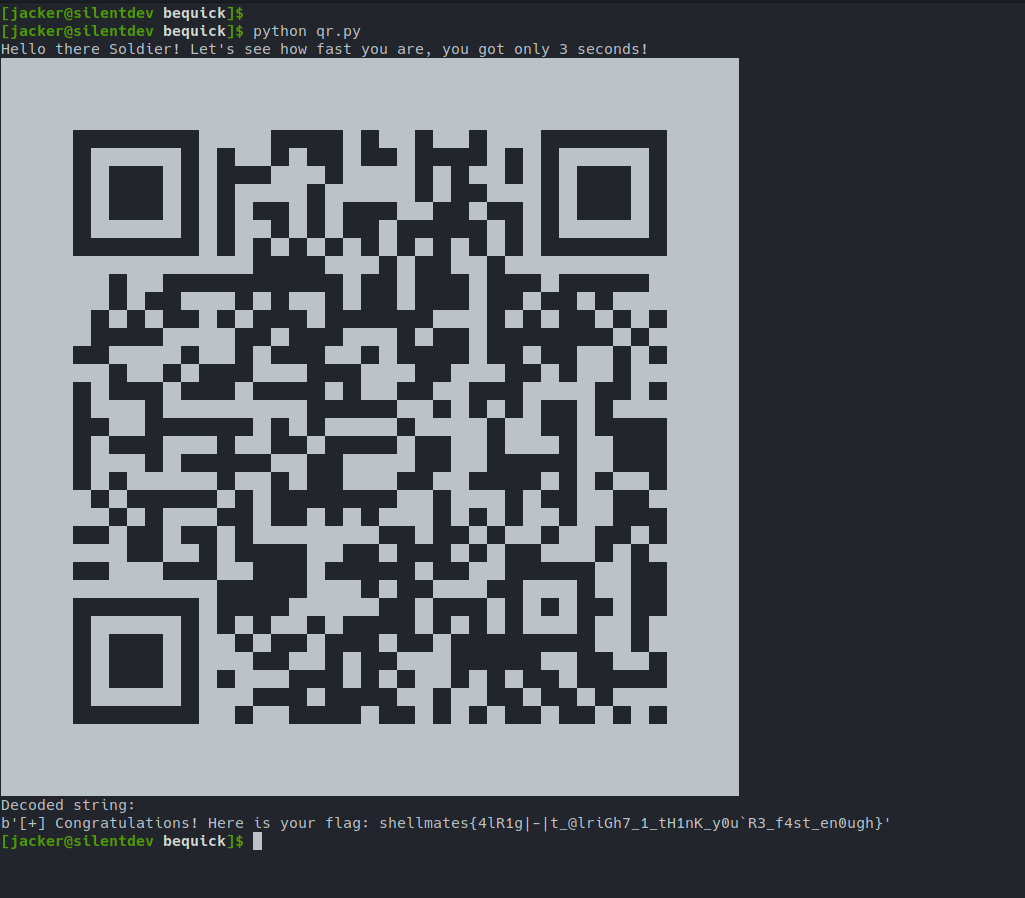 [jacker@silentdev bequick]$
[jacker@silentdev bequick]$ python qr.py
Hello there Soldier! Let's see how fast you are, you got only 3 seconds!
Decoded string:
b'[+] Congratulations! Here is your flag: shellmates{4lR1g|-|t_@lriGh7_1_tH1nK_y0u`R3_f4st_en0ugh}'
[jacker@silentdev bequick]$